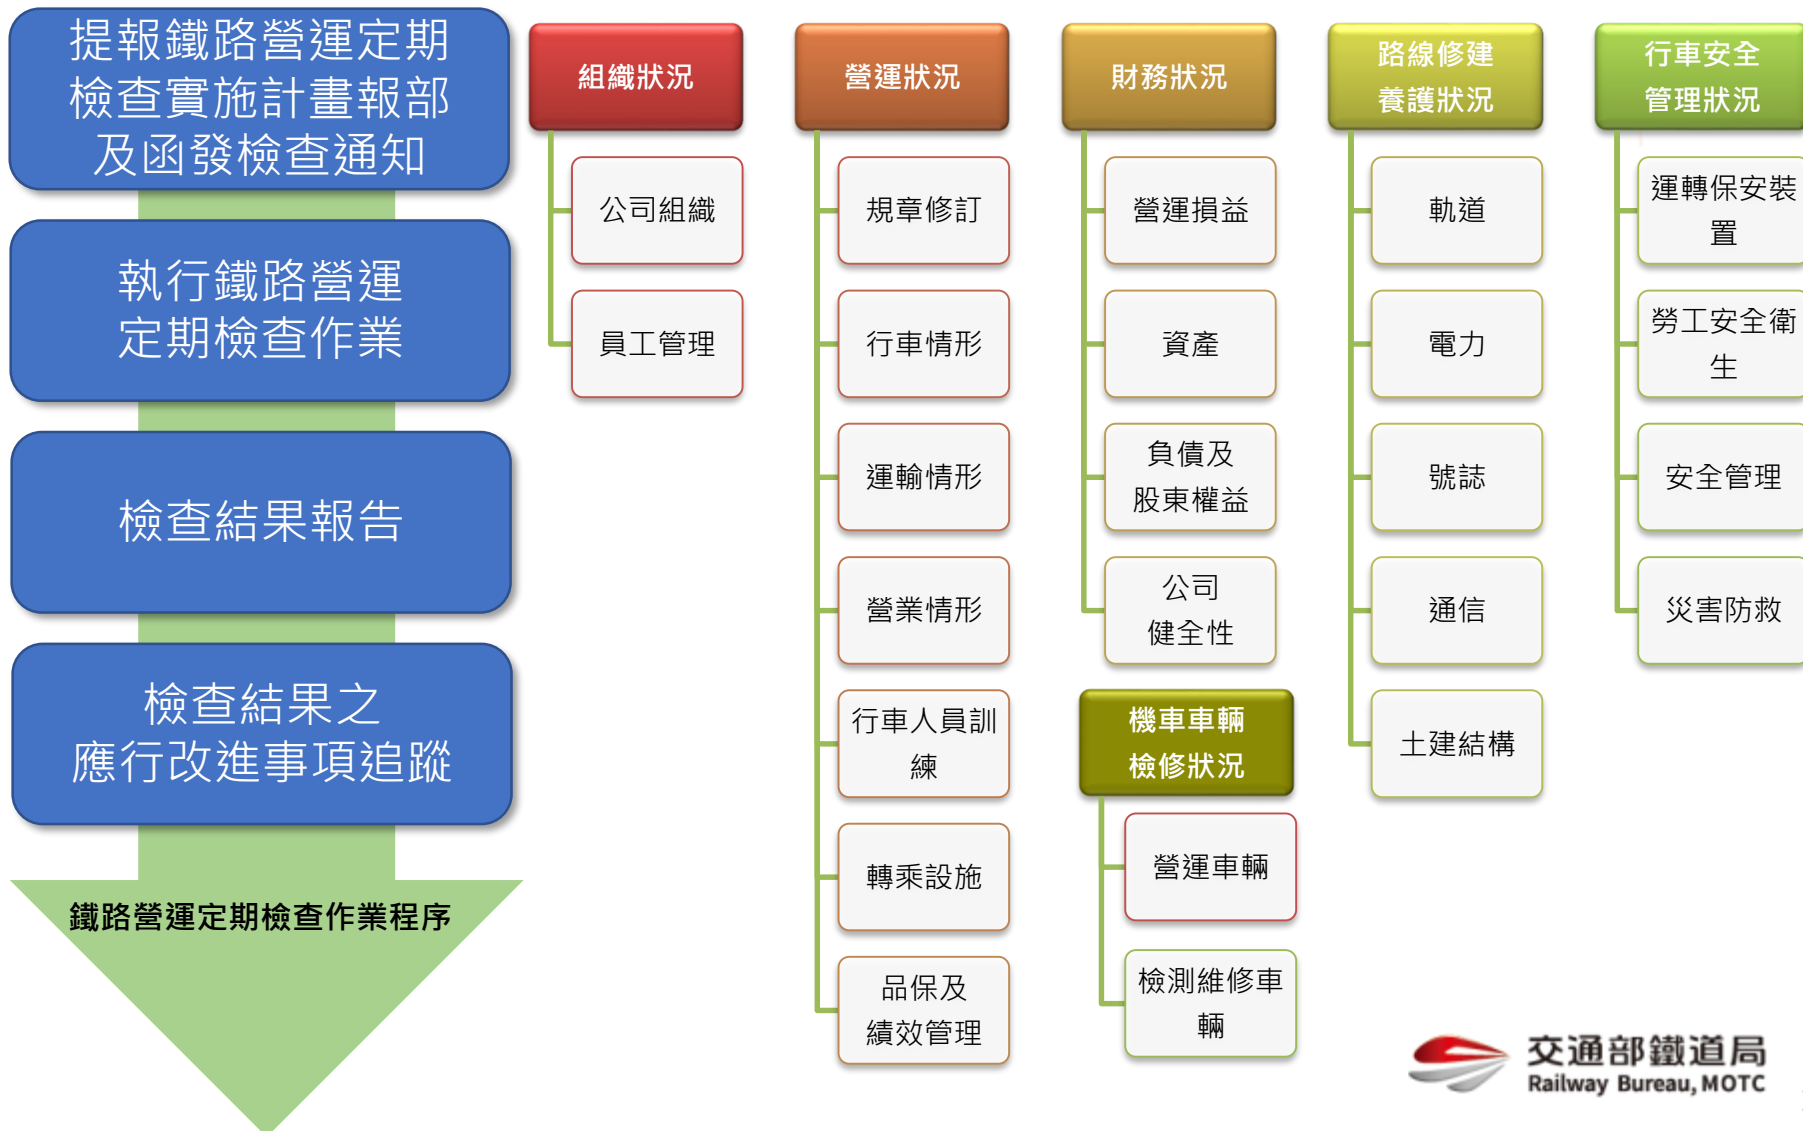 提報鐵路營運定期
檢查實施計畫報部
及函發檢查通知
執行鐵路營運
定期檢查作業
檢查結果報告
檢查結果之
應行改進事項追蹤
鐵路營運定期檢查作業程序
組織狀況
公司組織
員工管理
營運狀況
規章修訂
行車情形
運輸情形
營業情形
行車人員訓
練
轉乘設施
品保及
績效管理
財務狀況
營運損益
資產
負債及
股東權益
公司
健全性
機車車輛
檢修狀況
營運車輛
檢測維修車
輛
路線修建
養護狀況
軌道
電力
號誌
通信
土建結構
行車安全
管理狀況
運轉保安裝
置
勞工安全衛
生
安全管理
災害防救
交通部鐵道局
Railway Bureau, MOTC